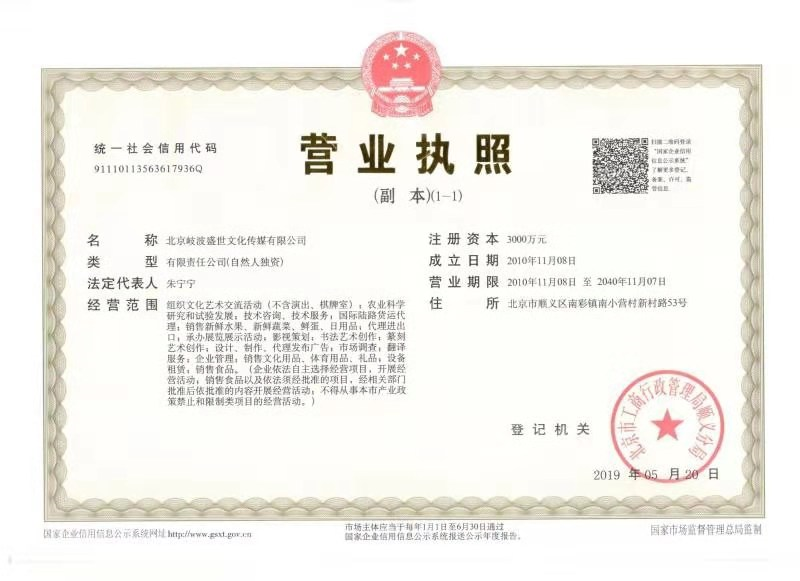 统一社会信用代码
91110113563617936Q
营业执照
(副 本)(1-1)
扫描二维码登录
“国家企业信用
信息公示系统”
了解更多登记、
备案、许可、监
管信息。
名 称 北京岐波盛世文化传媒有限公司
类 型 有限责任公司(自然人独资)
法定代表人 朱宁宁
经营范围 组织文化艺术交流活动（不含演出、棋牌室）；农业科学
研究和试验发展；技术咨询、技术服务；国际陆路货运代
理；销售新鲜水果、新鲜蔬菜、鲜蛋、日用品；代理进出
口；承办展览展示活动；影视策划；书法艺术创作；篆刻
艺术创作；设计、制作、代理发布广告；市场调查；翻译
服务；企业管理；销售文化用品、体育用品、礼品；设备
租赁；销售食品。（企业依法自主选择经营项目，开展经
营活动；销售食品以及依法须经批准的项目，经相关部门
批准后依批准的内容开展经营活动；不得从事本市产业政
策禁止和限制类项目的经营活动。）
注册资本 3000万元
成立日期 2010年11月08日
营业期限 2010年11月08日 至 2040年11月07日
住 所 北京市顺义区南彩镇南小营村新村路53号
登记机关
北京市工商行政管理局顺义分局
2019 年 05 月 20 日
国家企业信用信息公示系统网址http://www.gsxt.gov.cn
市场主体应当于每年1月1日至6月30日通过
国家企业信用信息公示系统报送公示年度报告。
国家市场监督管理总局监制